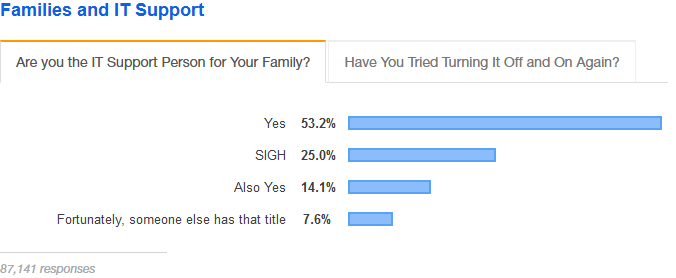 Families and IT Support
Are you the IT Support Person for Your Family?
Have You Tried Turning It Off and On Again?
Yes 53.2%
SIGH 25.0%
Also Yes 14.1%
Fortunately, someone else has that title 7.6%
87,141 responses